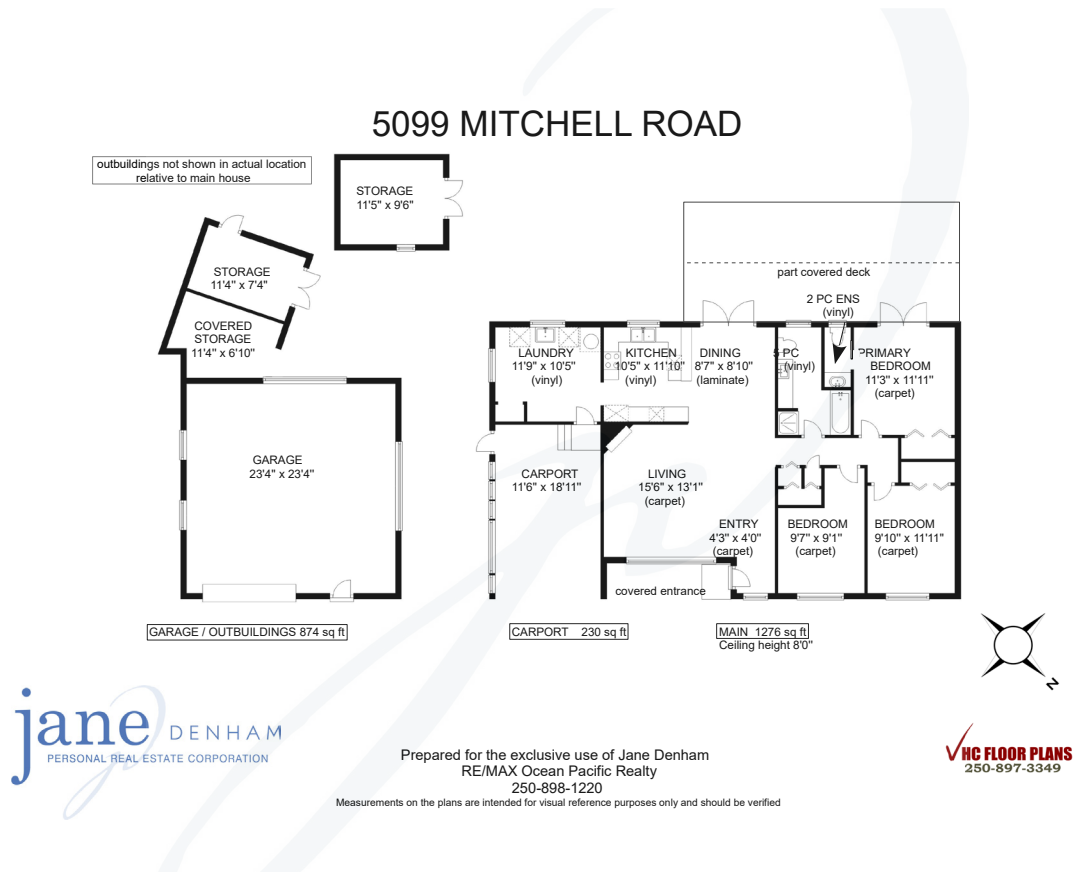 5099 MITCHELL ROAD
outbuildings not shown in actual location
relative to main house
STORAGE
11'5" x 9'6"
STORAGE
11'4" x 7'4"
COVERED
STORAGE
11'4" x 6'10"
part covered deck
2 PC ENS
(vinyl)
LAUNDRY
11'9" x 10'5"
(vinyl)
KITCHEN
10'5" x 11'10"
(vinyl)
DINING
8'7" x 8'10"
(laminate)
5 PC
(vinyl)
PRIMARY
BEDROOM
11'3" x 11'11"
(carpet)
GARAGE
23'4" x 23'4"
CARPORT
11'6" x 18'11"
LIVING
15'6" x 13'1"
(carpet)
ENTRY
4'3" x 4'0"
(carpet)
BEDROOM
9'7" x 9'1"
(carpet)
BEDROOM
9'10" x 11'11"
(carpet)
covered entrance
GARAGE / OUTBUILDINGS 874 sq ft
CARPORT 230 sq ft
MAIN 1276 sq ft
Ceiling height 8'0"
N
jane DENHAM
PERSONAL REAL ESTATE CORPORATION
Prepared for the exclusive use of Jane Denham
RE/MAX Ocean Pacific Realty
250-898-1220
Measurements on the plans are intended for visual reference purposes only and should be verified
HC FLOOR PLANS
250-897-3349